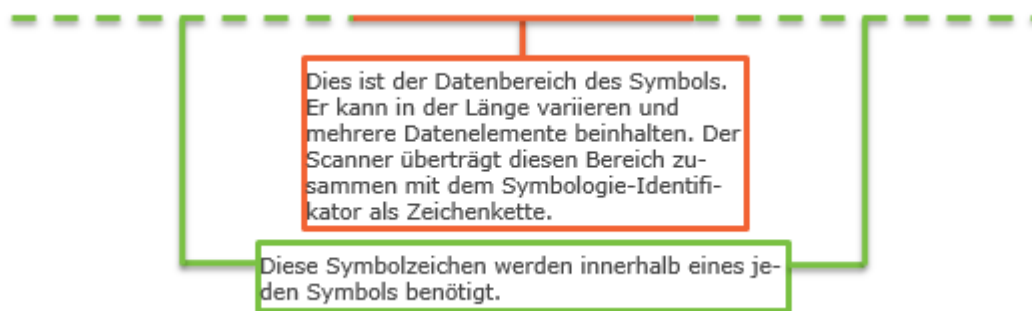 Dies ist der Datenbereich des Symbols.
Er kann in der Länge variieren und
mehrere Datenelemente beinhalten. Der
Scanner überträgt diesen Bereich zu-
sammen mit dem Symbologie-Identifi-
kator als Zeichenkette.
Diese Symbolzeichen werden innerhalb eines je-
den Symbols benötigt.